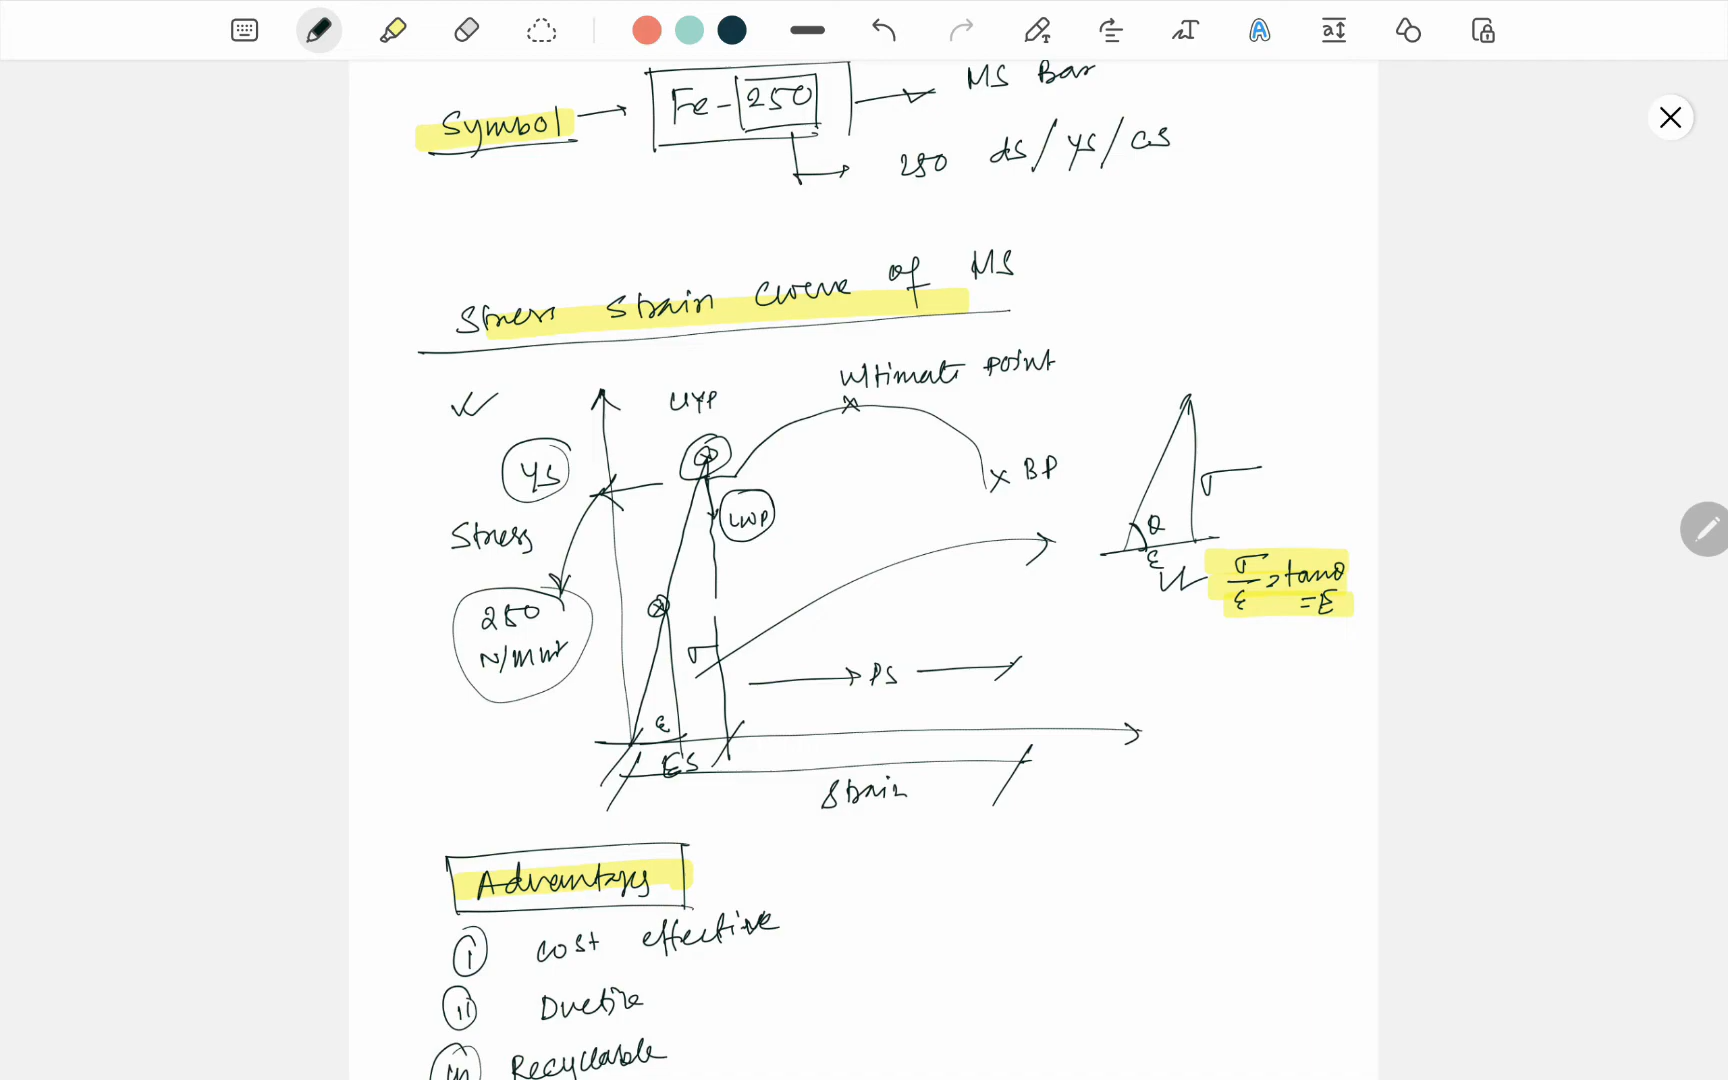 MS Bar
Symbol → Fe-250
250 ds/ys/cs
Stress strain curve of MS
Ultimate point
UYP
YS
BP
LYP
Stress
σ
θ
ε
σ/ε = tanθ
= E
250
N/mm²
σ
PS
ε
ES
Strain
Advantages
i cost effective
ii Ductile
iii Recyclable